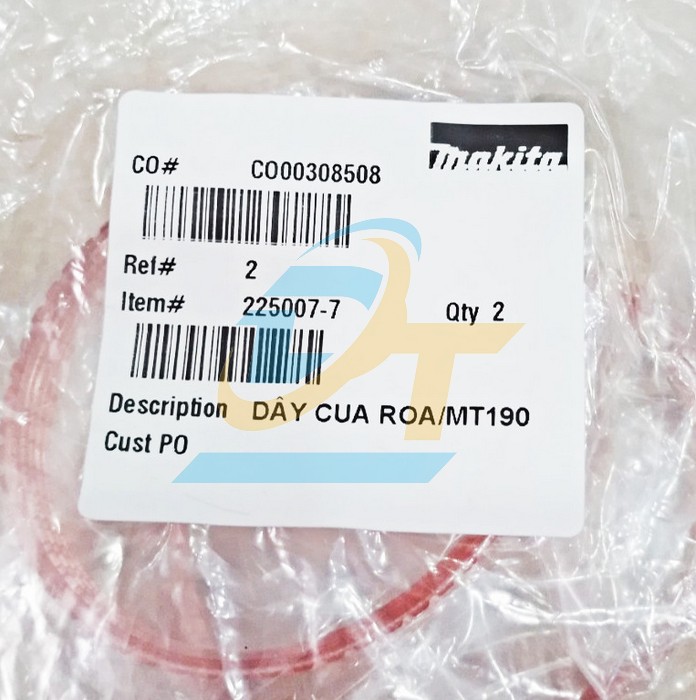 makita
CO# CO00308508
Ref# 2
Item# 225007-7 Qty 2
Description DÂY CUA ROA/MT190
Cust PO